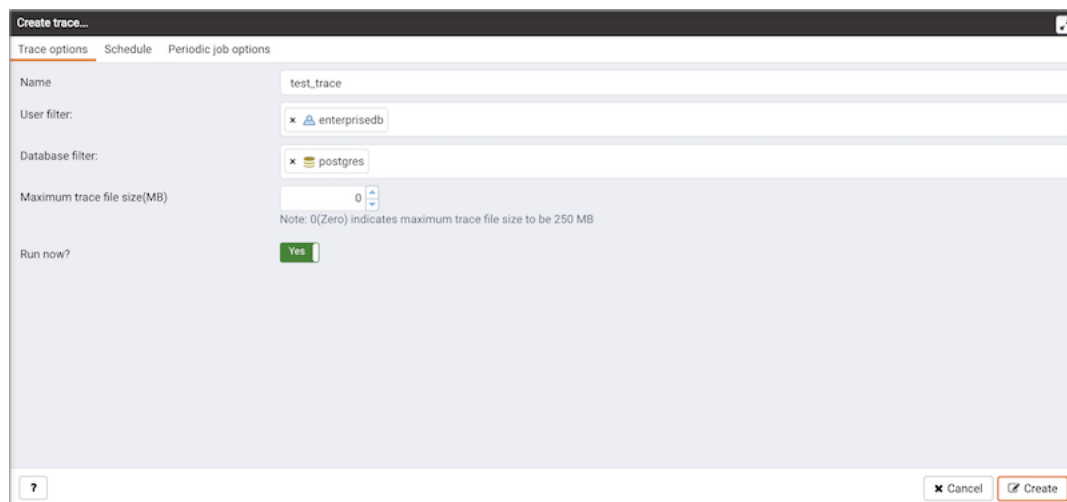 Create trace...
Trace options Schedule Periodic job options
Name test_trace
User filter: × enterprisedb
Database filter: × postgres
Maximum trace file size(MB) 0
Note: 0(Zero) indicates maximum trace file size to be 250 MB
Run now? Yes
? × Cancel Create